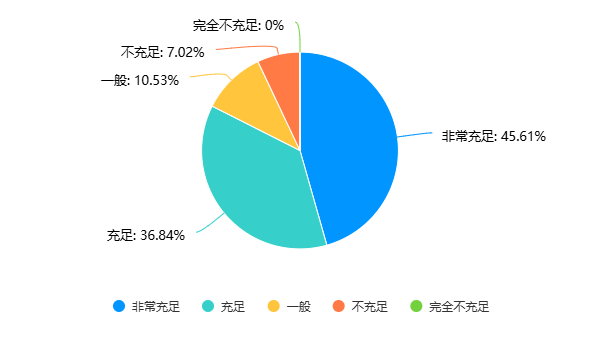 完全不充足: 0%
不充足: 7.02%
一般: 10.53%
非常充足: 45.61%
充足: 36.84%
非常充足 充足 一般 不充足 完全不充足